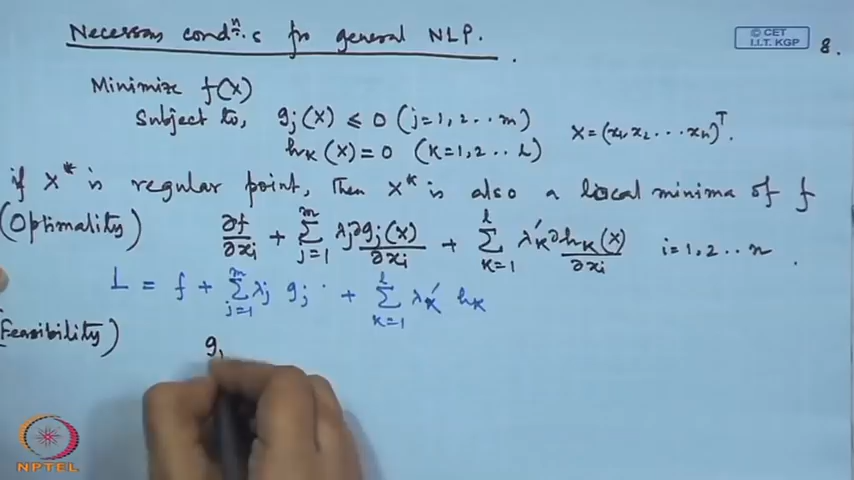 Necessary condⁿ.s for general NLP.
© CET
I.I.T. KGP
8.
Minimize f(X)
Subject to, gj(X) ≤ 0 (j=1,2...m)
hK(X)=0 (K=1,2...l)
X=(x1, x2...xn)ᵀ.
if X* is regular point, Then X* is also a local minima of f
(Optimality) ∂f/∂xi + Σ_{j=1}^{m} λj ∂gj(X)/∂xi + Σ_{K=1}^{l} λ'K ∂hK(X)/∂xi i=1,2...n
L = f + Σ_{j=1}^{m} λj gj + Σ_{K=1}^{l} λ'K hK
Feasibility) g
NPTEL